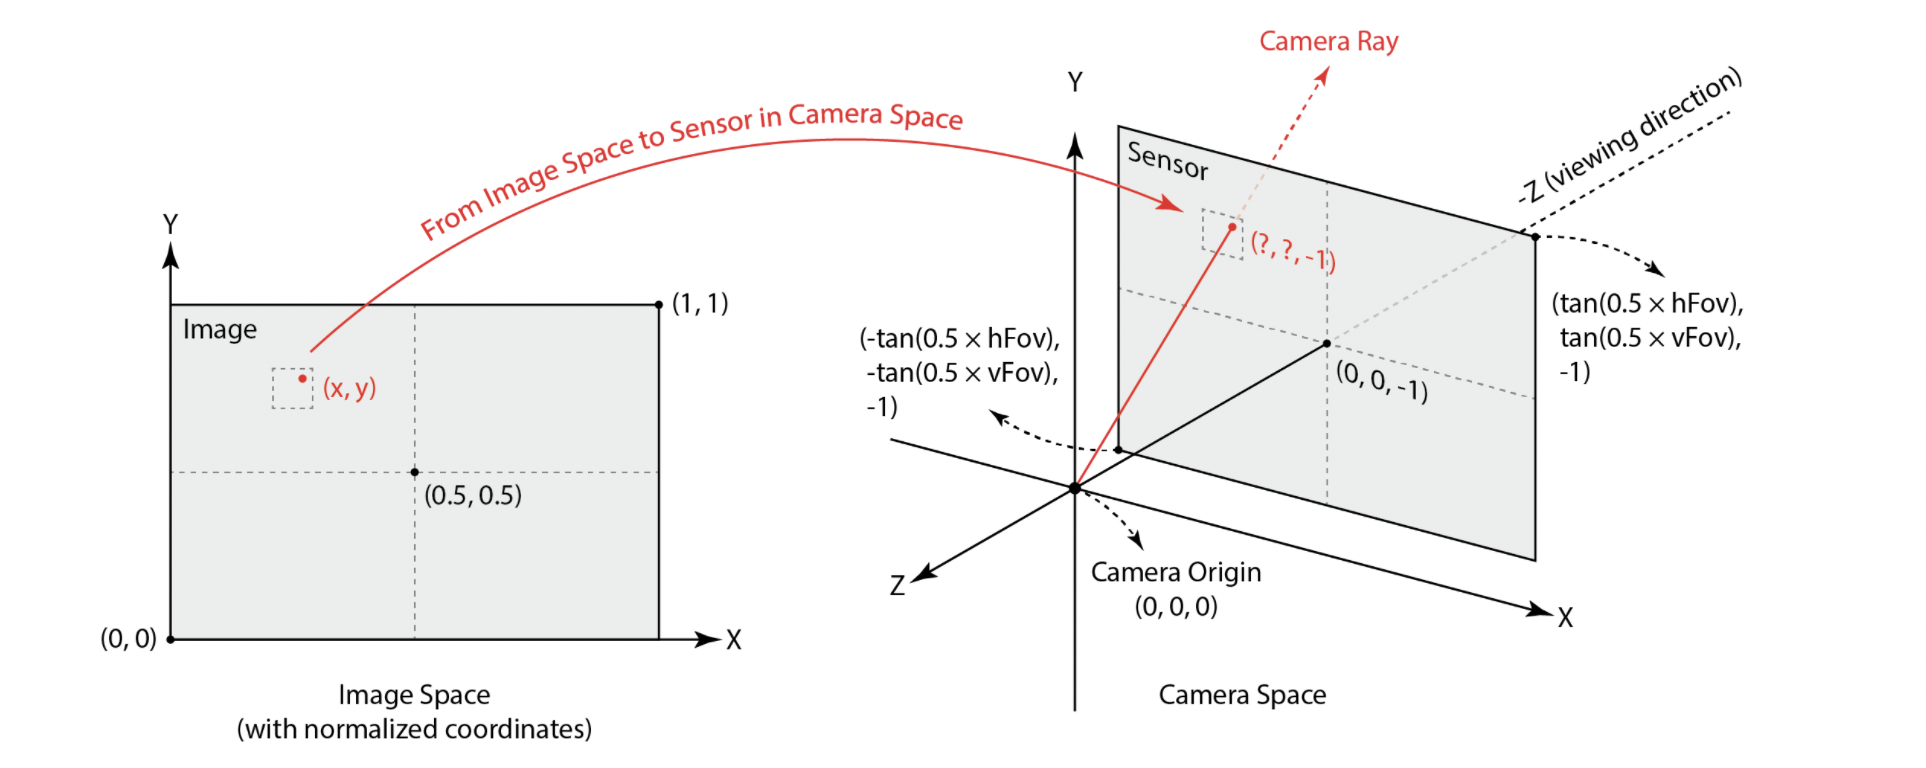 Camera Ray
From Image Space to Sensor in Camera Space
Y
Image
(x, y)
(1, 1)
(0.5, 0.5)
(0, 0)
X
Image Space
(with normalized coordinates)
Y
Sensor
(?, ?, -1)
-Z (viewing direction)
(tan(0.5 × hFov),
tan(0.5 × vFov),
-1)
(-tan(0.5 × hFov),
-tan(0.5 × vFov),
-1)
(0, 0, -1)
Z
Camera Origin
(0, 0, 0)
X
Camera Space